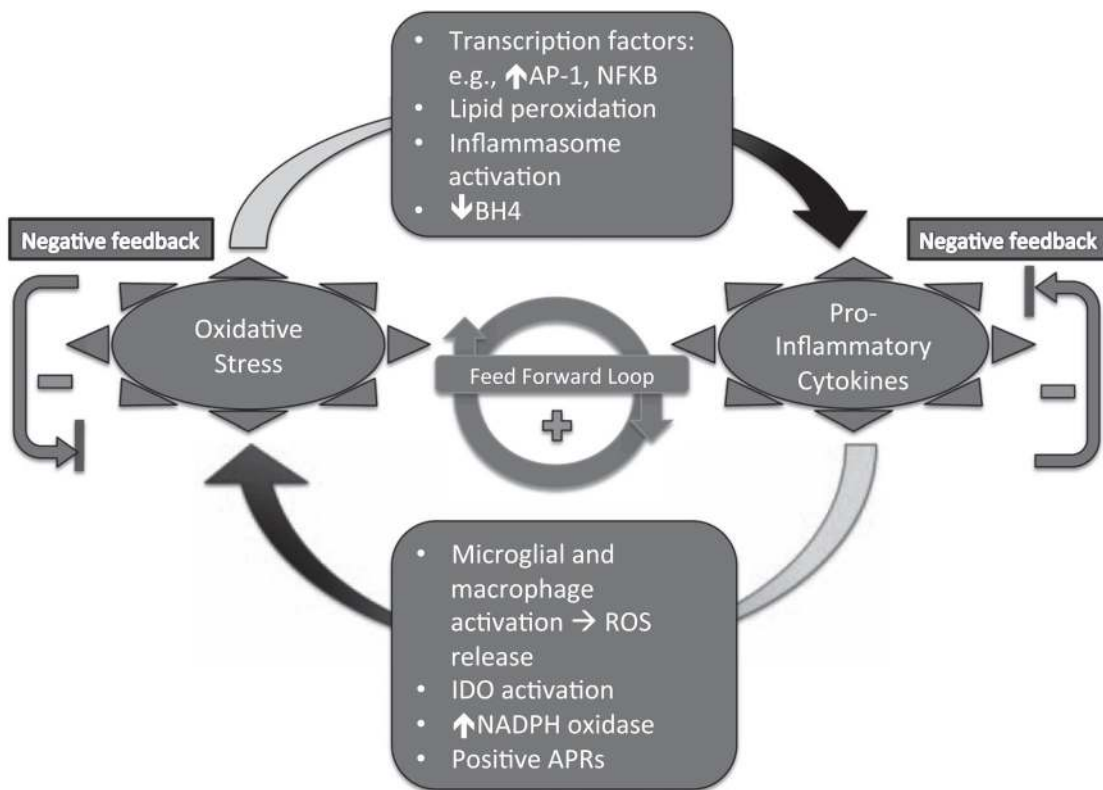 • Transcription factors:
e.g., ↑AP-1, NFKB
• Lipid peroxidation
• Inflammasome
activation
• ↓BH4
Negative feedback
Negative feedback
Oxidative
Stress
Feed Forward Loop
+
Pro-
Inflammatory
Cytokines
• Microglial and
macrophage
activation → ROS
release
• IDO activation
• ↑NADPH oxidase
• Positive APRs